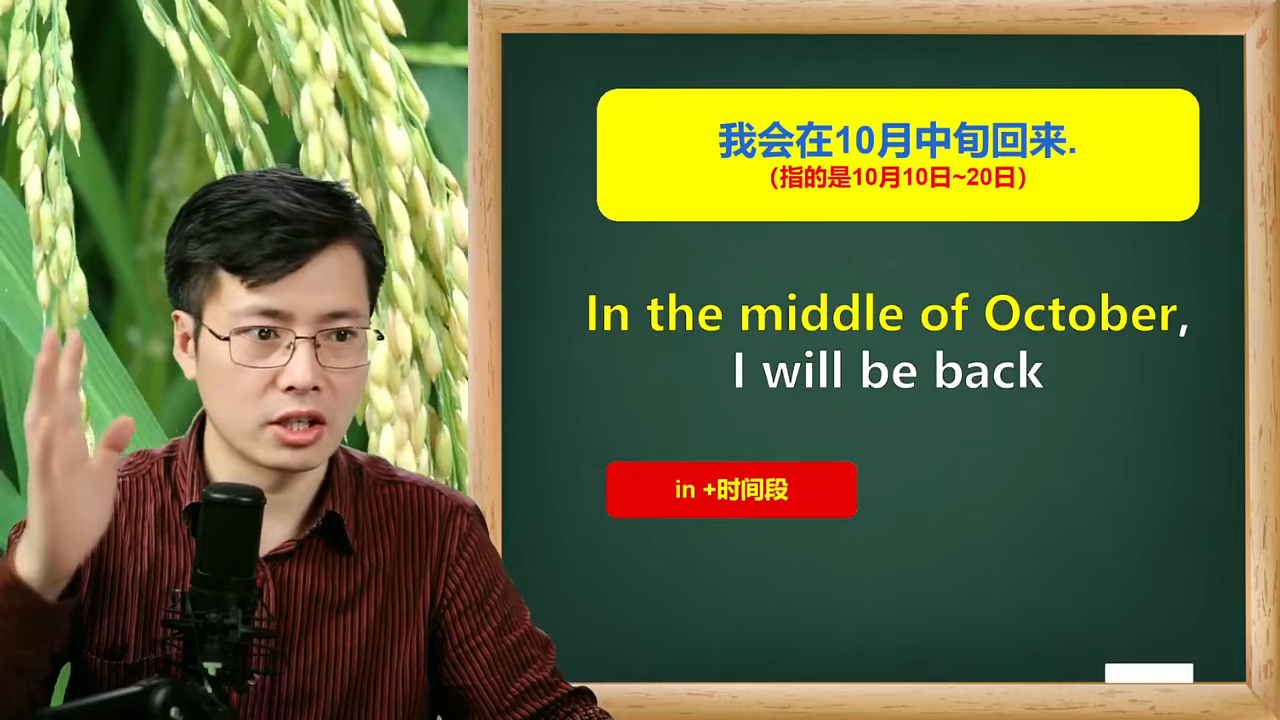 我会在10月中旬回来.
（指的是10月10日~20日）
In the middle of October,
I will be back
in +时间段